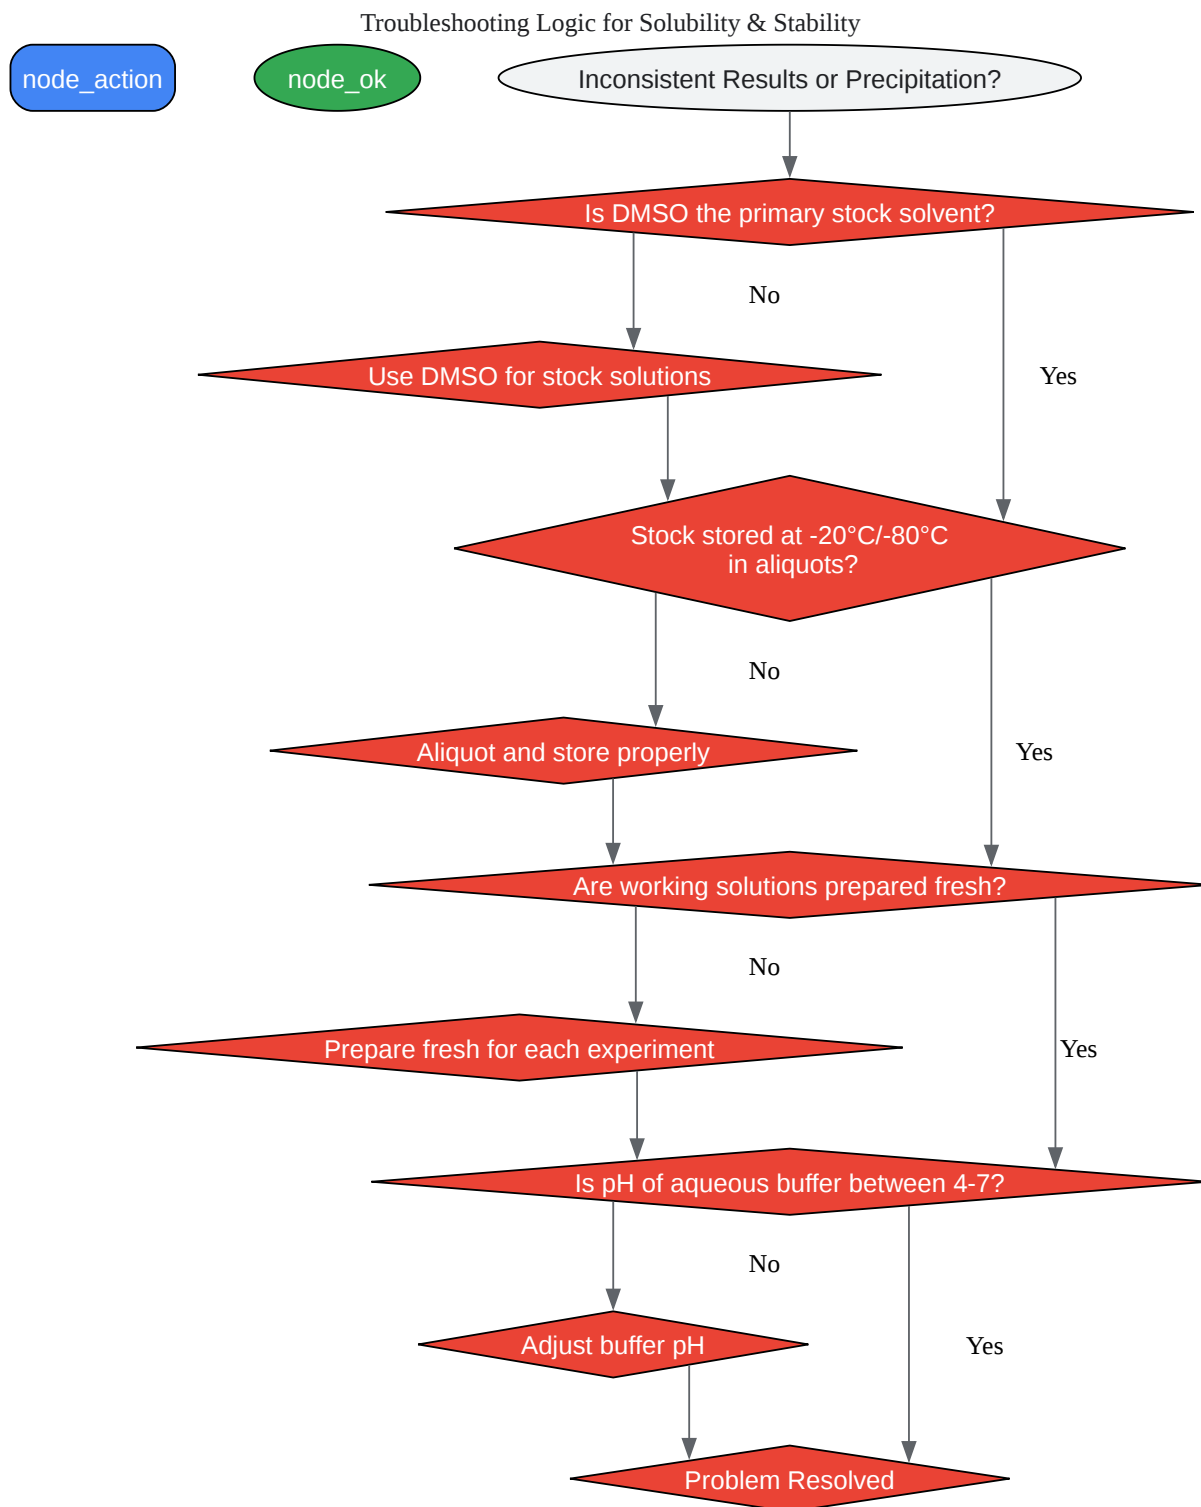 Troubleshooting Logic for Solubility & Stability
node_action
node_ok
Inconsistent Results or Precipitation?
Is DMSO the primary stock solvent?
No
Use DMSO for stock solutions
Yes
Stock stored at -20°C/-80°C
in aliquots?
No
Aliquot and store properly
Yes
Are working solutions prepared fresh?
No
Prepare fresh for each experiment
Yes
Is pH of aqueous buffer between 4-7?
No
Adjust buffer pH
Yes
Problem Resolved